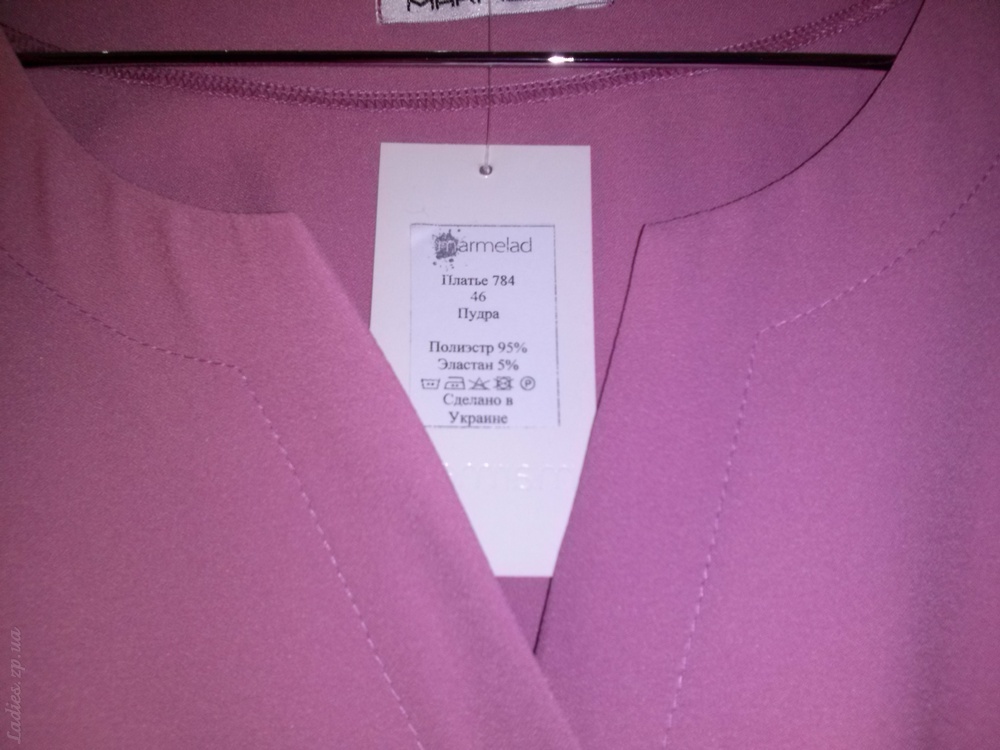 marmelad
Платье 784
46
Пудра
Полиэстр 95%
Эластан 5%
Сделано в
Украине
Ladies.zp.ua